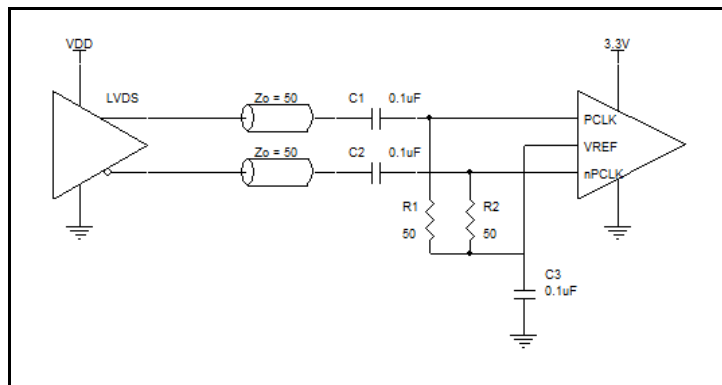 VDD
3.3V
LVDS
Zo = 50
C1
0.1uF
PCLK
VREF
Zo = 50
C2
0.1uF
nPCLK
R1
50
R2
50
C3
0.1uF